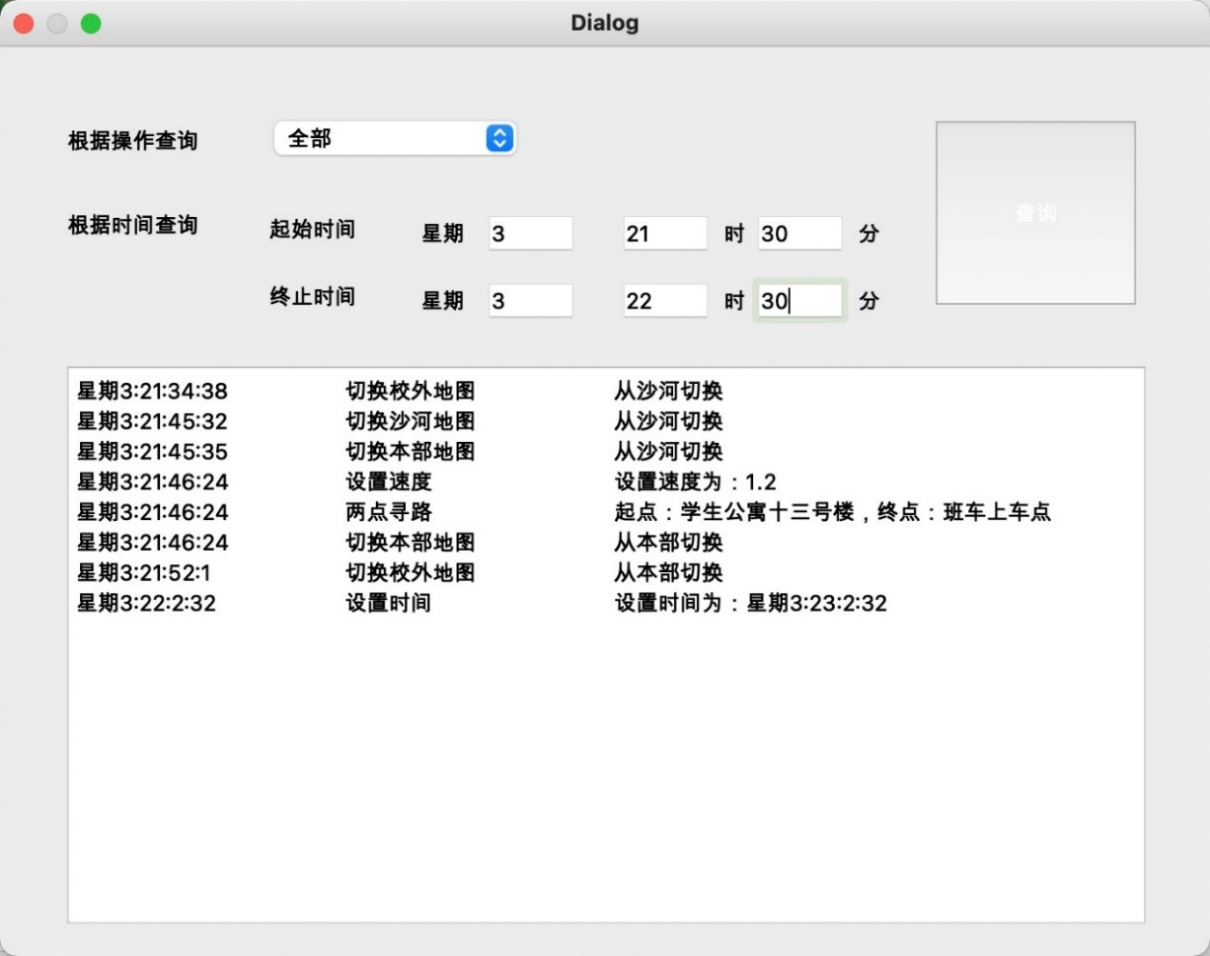 Dialog
根据操作查询 全部
查询
根据时间查询 起始时间 星期 3 21 时 30 分
终止时间 星期 3 22 时 30 分
星期3:21:34:38 切换校外地图 从沙河切换
星期3:21:45:32 切换沙河地图 从沙河切换
星期3:21:45:35 切换本部地图 从沙河切换
星期3:21:46:24 设置速度 设置速度为：1.2
星期3:21:46:24 两点寻路 起点：学生公寓十三号楼，终点：班车上车点
星期3:21:46:24 切换本部地图 从本部切换
星期3:21:52:1 切换校外地图 从本部切换
星期3:22:2:32 设置时间 设置时间为：星期3:23:2:32